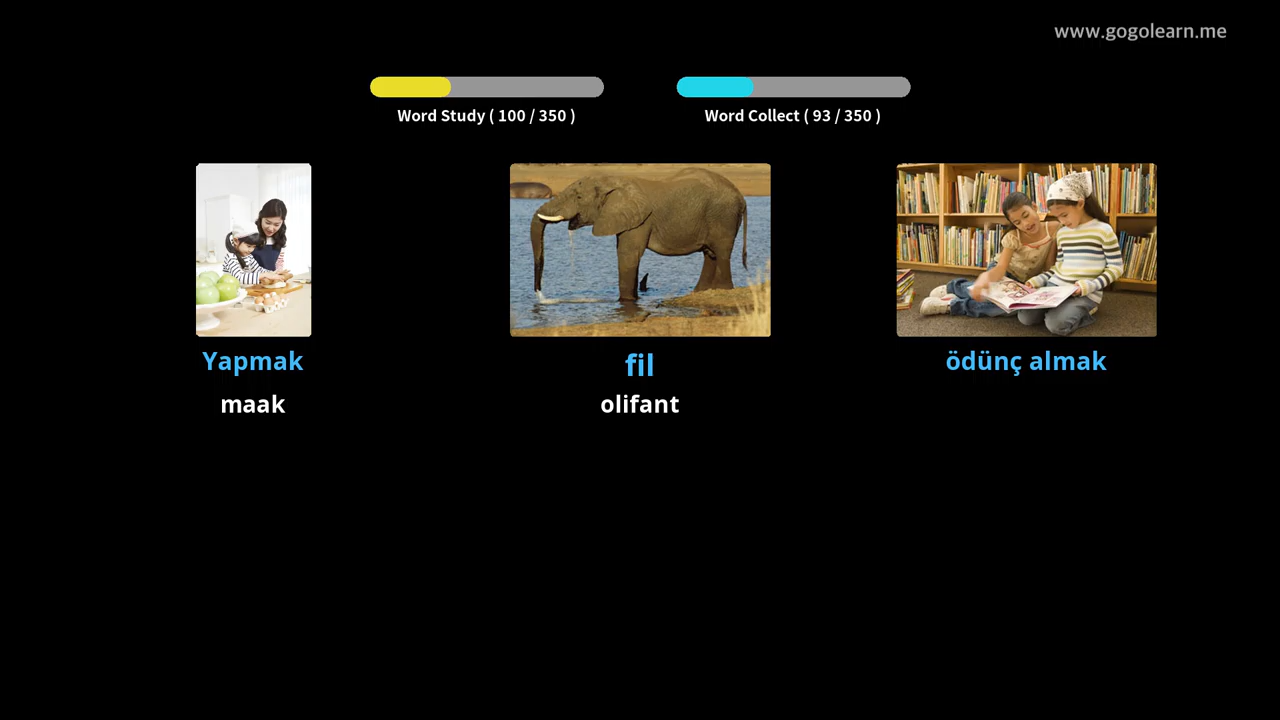 www.gogolearn.me
Word Study ( 100 / 350 )
Word Collect ( 93 / 350 )
Yapmak
fil
ödünç almak
maak
olifant